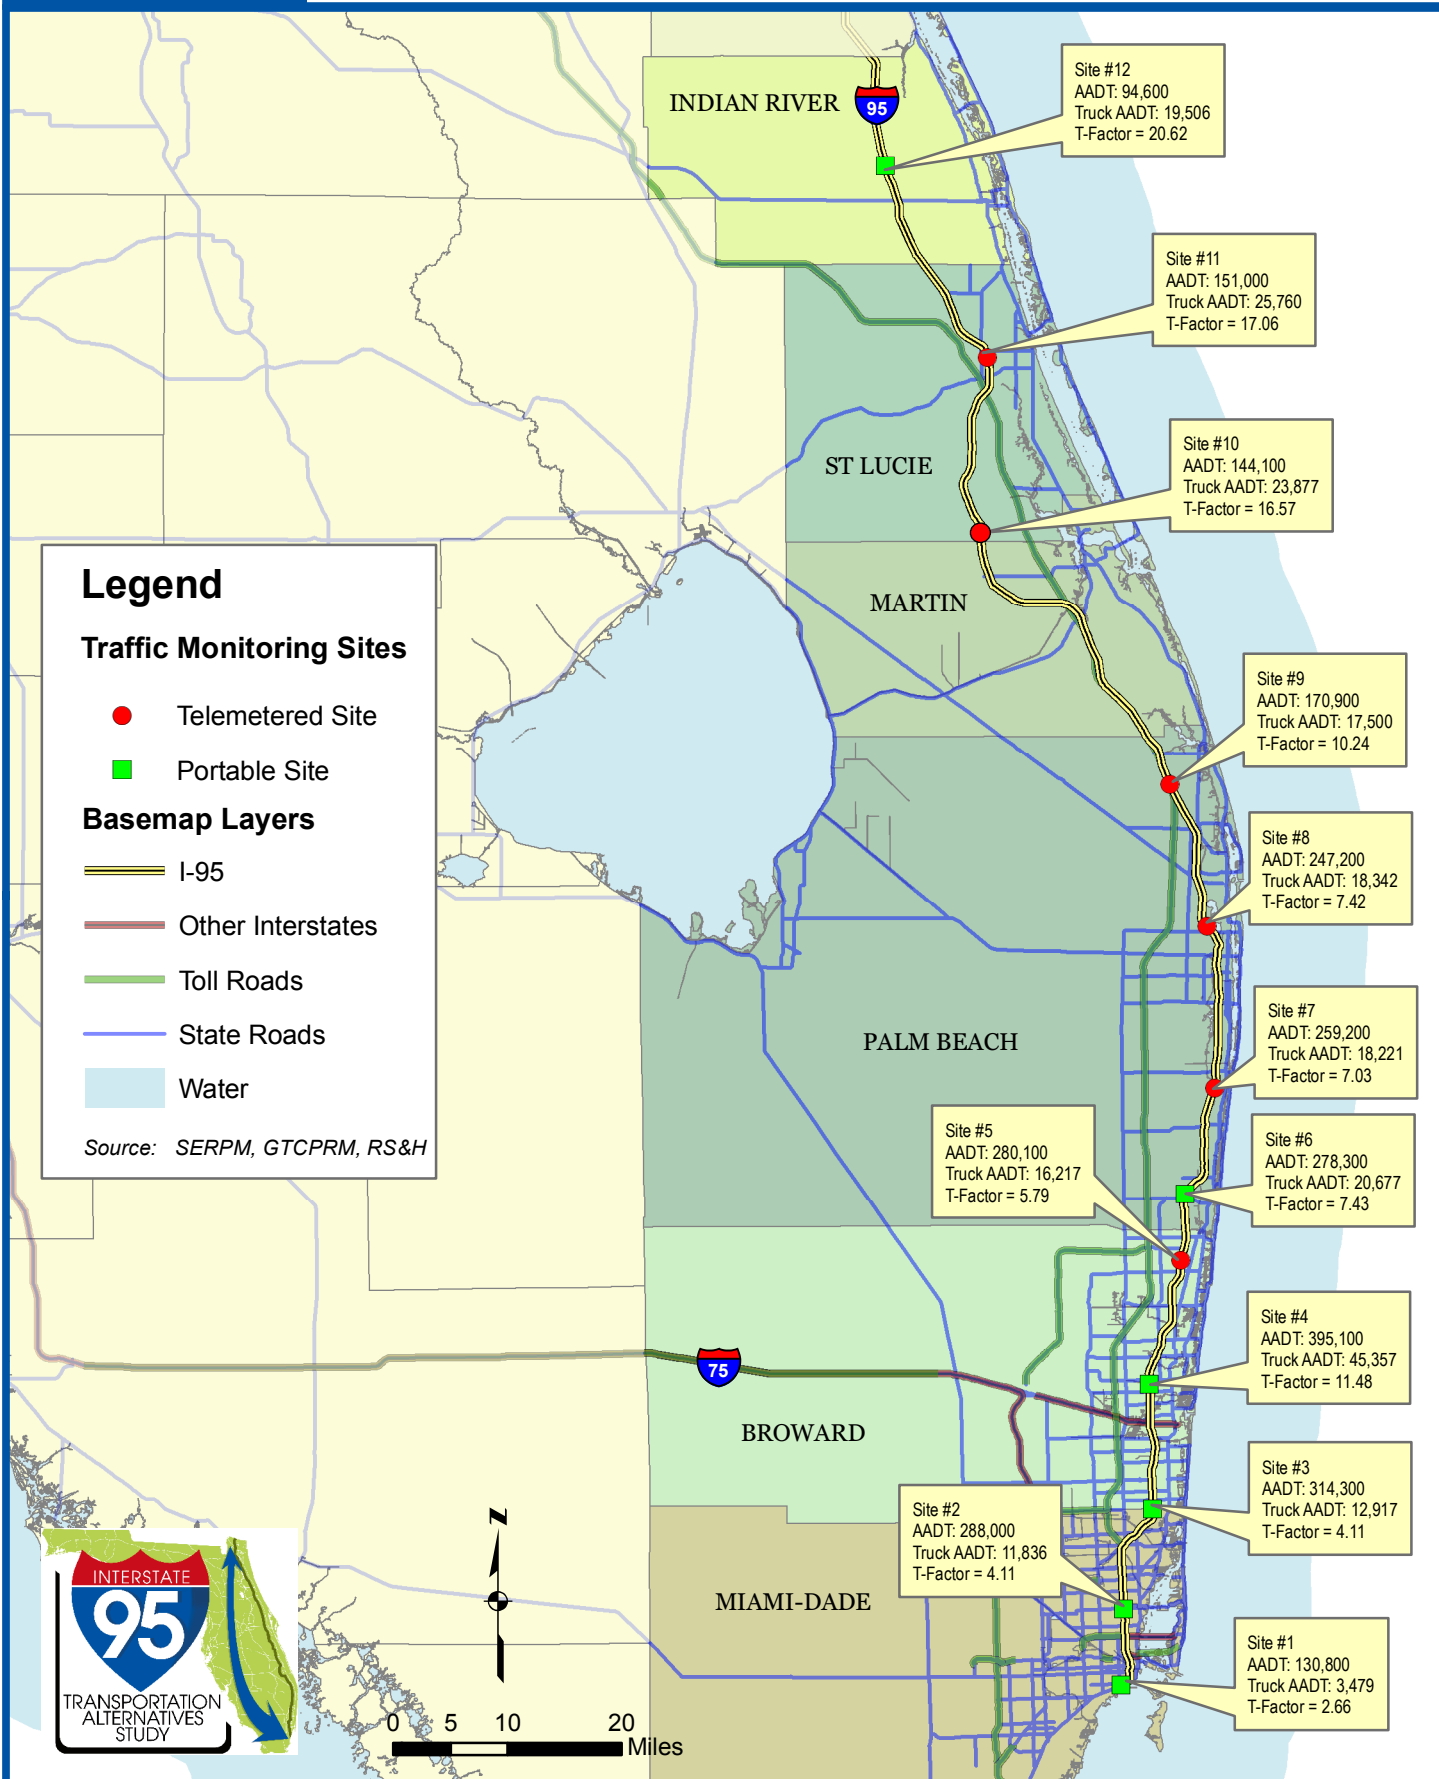 INDIAN RIVER
95
Site #12
AADT: 94,600
Truck AADT: 19,506
T-Factor = 20.62
Site #11
AADT: 151,000
Truck AADT: 25,760
T-Factor = 17.06
ST LUCIE
Site #10
AADT: 144,100
Truck AADT: 23,877
T-Factor = 16.57
MARTIN
Site #9
AADT: 170,900
Truck AADT: 17,500
T-Factor = 10.24
Site #8
AADT: 247,200
Truck AADT: 18,342
T-Factor = 7.42
PALM BEACH
Site #7
AADT: 259,200
Truck AADT: 18,221
T-Factor = 7.03
Site #6
AADT: 278,300
Truck AADT: 20,677
T-Factor = 7.43
Site #5
AADT: 280,100
Truck AADT: 16,217
T-Factor = 5.79
Site #4
AADT: 395,100
Truck AADT: 45,357
T-Factor = 11.48
75
BROWARD
Site #3
AADT: 314,300
Truck AADT: 12,917
T-Factor = 4.11
Site #2
AADT: 288,000
Truck AADT: 11,836
T-Factor = 4.11
MIAMI-DADE
Site #1
AADT: 130,800
Truck AADT: 3,479
T-Factor = 2.66
Legend
Traffic Monitoring Sites
Telemetered Site
Portable Site
Basemap Layers
I-95
Other Interstates
Toll Roads
State Roads
Water
Source: SERPM, GTCPRM, RS&H
INTERSTATE
95
TRANSPORTATION
ALTERNATIVES
STUDY
N
0 5 10 20
Miles